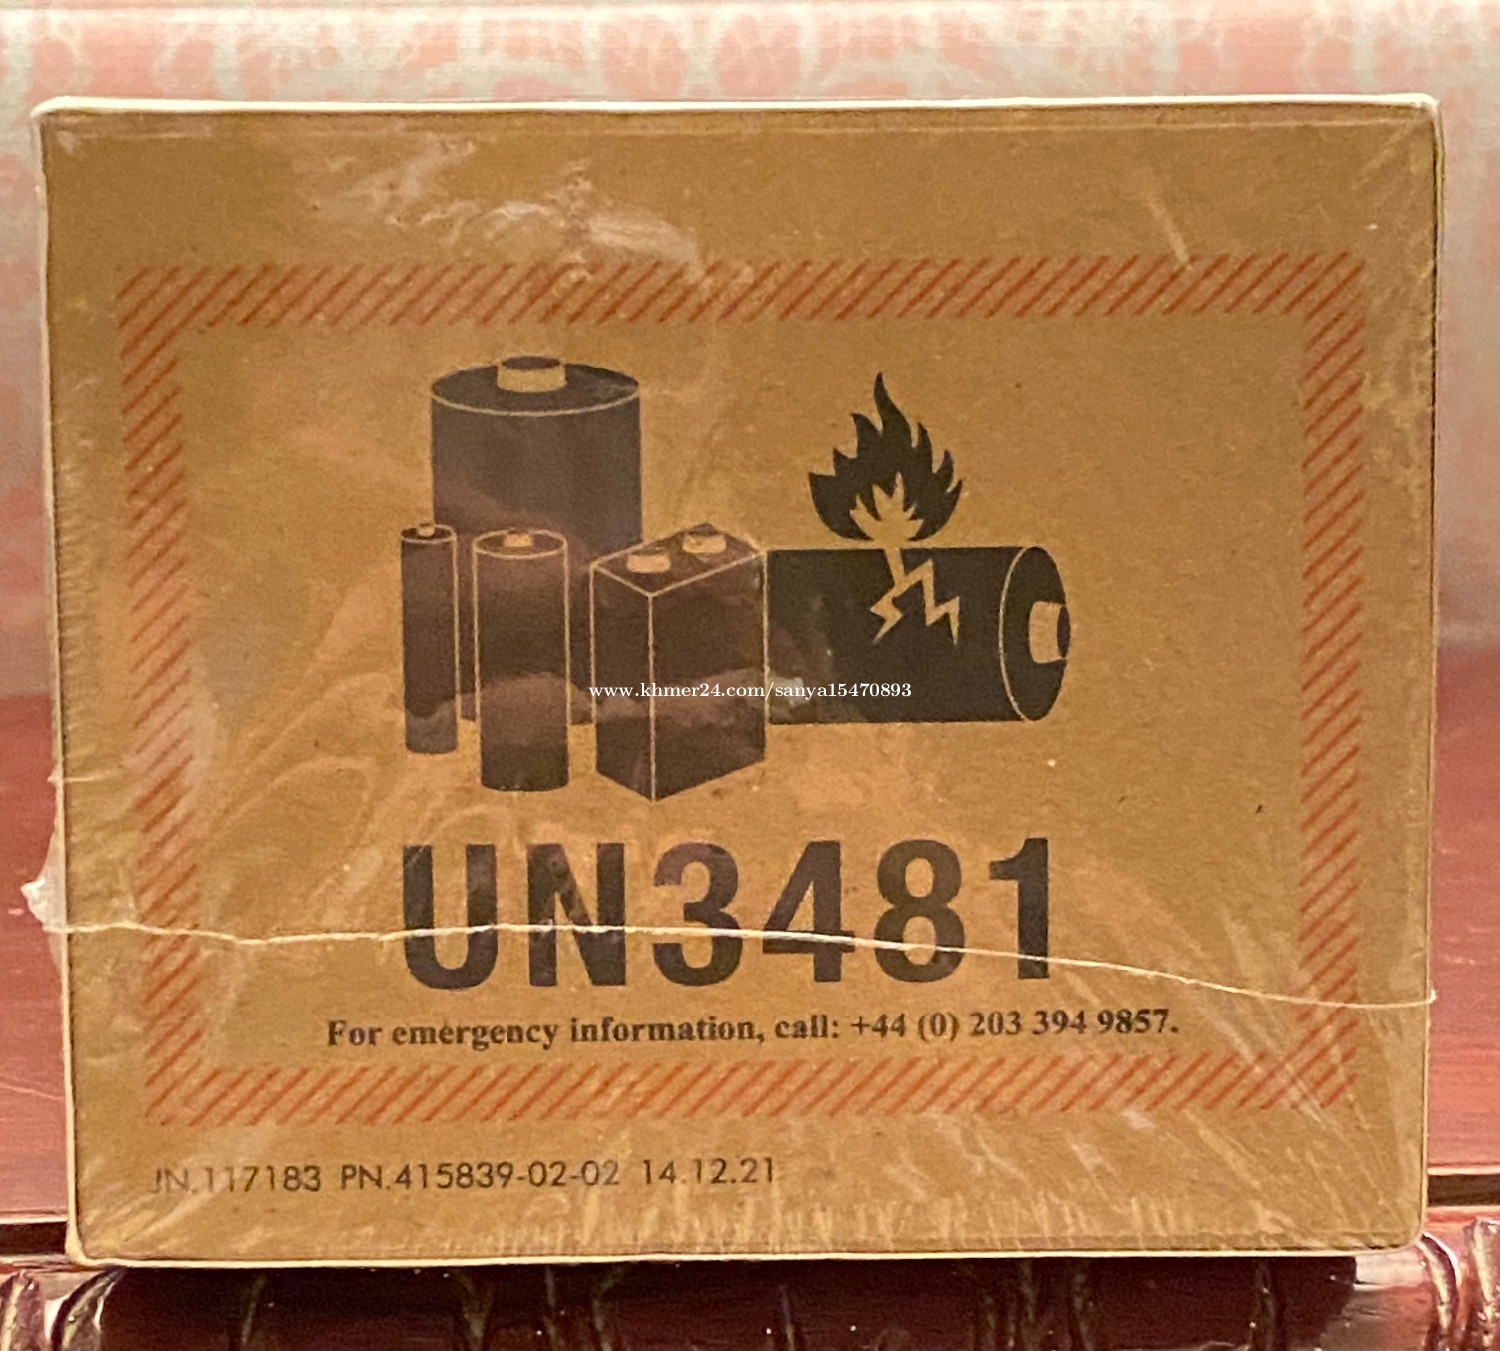 www.khmer24.com/sanya15470893
UN3481
For emergency information, call: +44 (0) 203 394 9857.
JN.117183 PN.415839-02-02 14.12.21